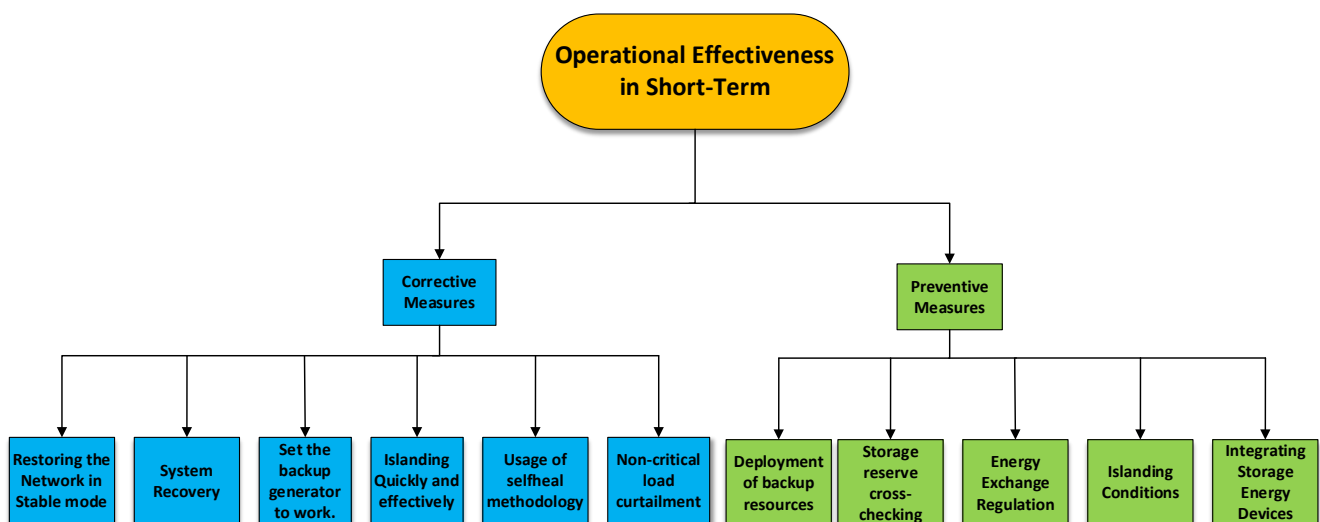 Operational Effectiveness
in Short-Term
Corrective
Measures
Preventive
Measures
Restoring the
Network in
Stable mode
System
Recovery
Set the
backup
generator
to work.
Islanding
Quickly and
effectively
Usage of
selfheal
methodology
Non-critical
load
curtailment
Deployment
of backup
resources
Storage
reserve
cross-
checking
Energy
Exchange
Regulation
Islanding
Conditions
Integrating
Storage
Energy
Devices